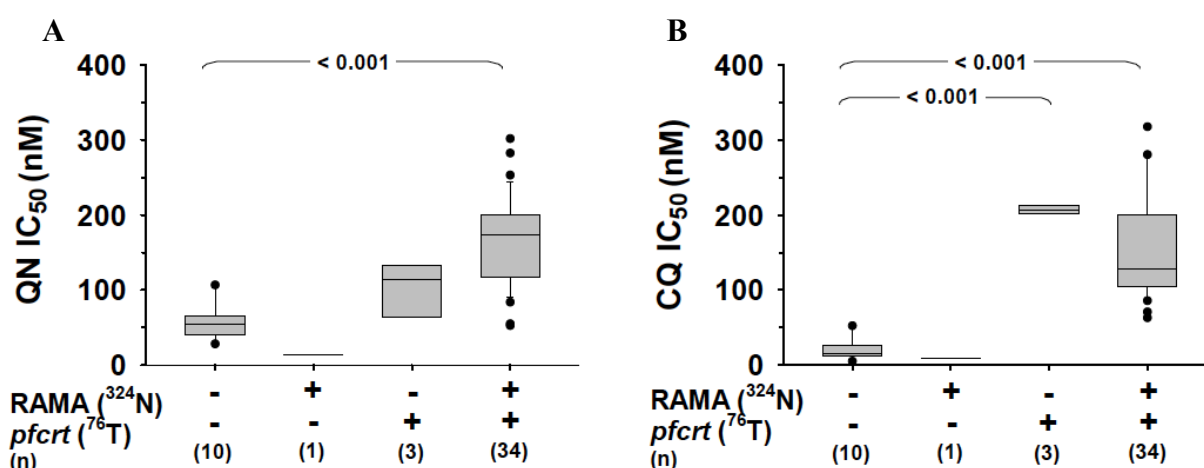 A
B
< 0.001
< 0.001
< 0.001
400
300
200
100
0
QN IC50 (nM)
400
300
200
100
0
CQ IC50 (nM)
RAMA (324N) - + - +
pfcrt (76T) - - + +
(n) (10) (1) (3) (34)
RAMA (324N) - + - +
pfcrt (76T) - - + +
(n) (10) (1) (3) (34)